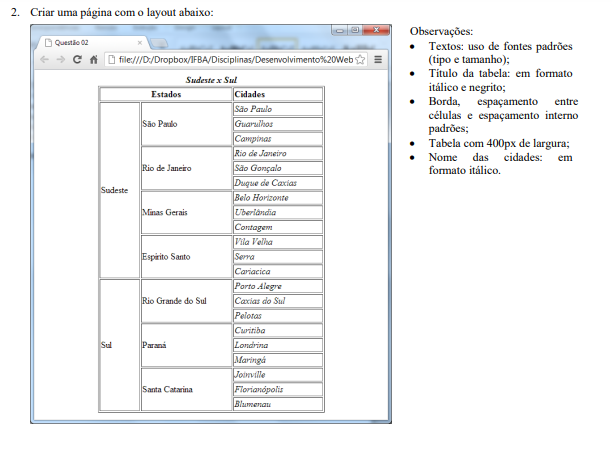 2. Criar uma página com o layout abaixo:
Questão 02
file:///D:/Dropbox/IFBA/Disciplinas/Desenvolvimento%20Web
Sudeste x Sul
Estados Cidades
Sudeste
São Paulo
São Paulo
Guarulhos
Campinas
Rio de Janeiro
Rio de Janeiro
São Gonçalo
Duque de Caxias
Minas Gerais
Belo Horizonte
Uberlândia
Contagem
Espírito Santo
Vila Velha
Serra
Cariacica
Sul
Rio Grande do Sul
Porto Alegre
Caxias do Sul
Pelotas
Paraná
Curitiba
Londrina
Maringá
Santa Catarina
Joinville
Florianópolis
Blumenau
Observações:
• Textos: uso de fontes padrões
(tipo e tamanho);
• Título da tabela: em formato
itálico e negrito;
• Borda, espaçamento entre
células e espaçamento interno
padrões;
• Tabela com 400px de largura;
• Nome das cidades: em
formato itálico.